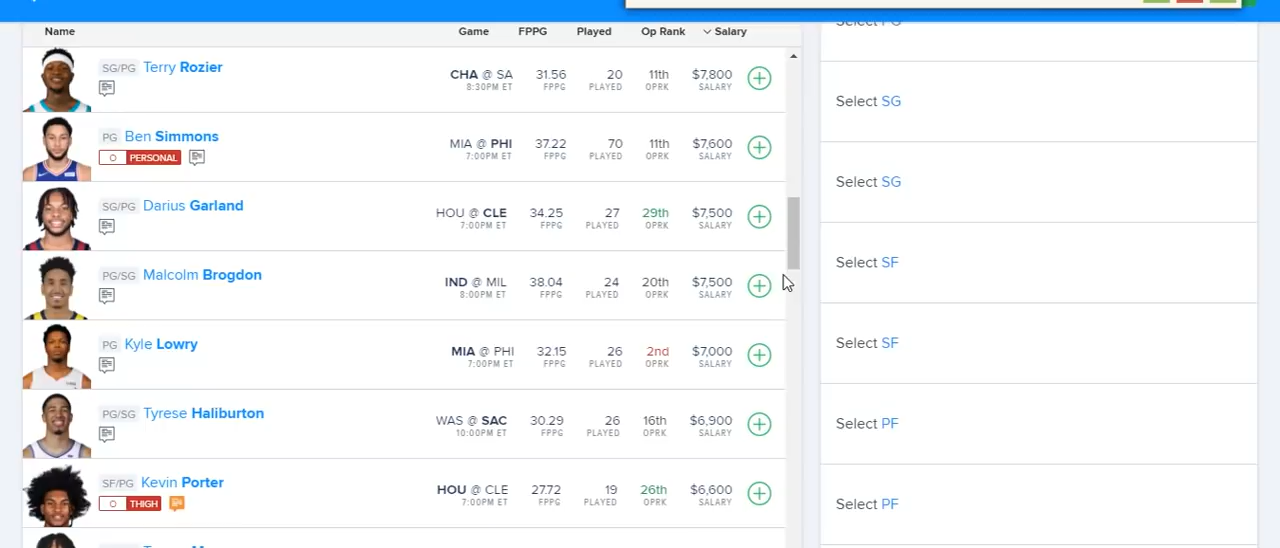 Name Game FPPG Played Op Rank Salary
SG/PG Terry Rozier CHA @ SA 31.56 20 11th $7,800
8:30PM ET FPPG PLAYED OPRK SALARY
Select SG
PG Ben Simmons MIA @ PHI 37.22 70 11th $7,600
O PERSONAL 7:00PM ET FPPG PLAYED OPRK SALARY
Select SG
SG/PG Darius Garland HOU @ CLE 34.25 27 29th $7,500
7:00PM ET FPPG PLAYED OPRK SALARY
Select SF
PG/SG Malcolm Brogdon IND @ MIL 38.04 24 20th $7,500
8:00PM ET FPPG PLAYED OPRK SALARY
Select SF
PG Kyle Lowry MIA @ PHI 32.15 26 2nd $7,000
7:00PM ET FPPG PLAYED OPRK SALARY
PG/SG Tyrese Haliburton WAS @ SAC 30.29 26 16th $6,900
10:00PM ET FPPG PLAYED OPRK SALARY
Select PF
SF/PG Kevin Porter HOU @ CLE 27.72 19 26th $6,600
O THIGH 7:00PM ET FPPG PLAYED OPRK SALARY
Select PF